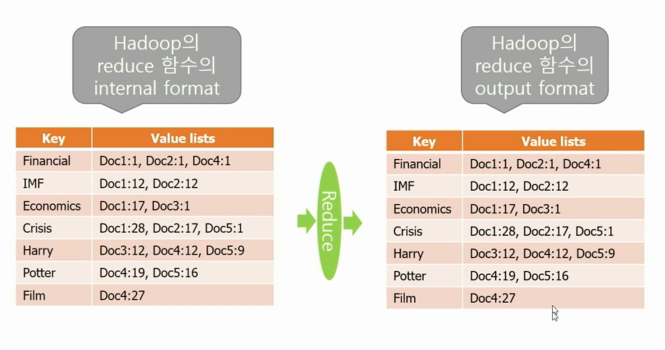 Hadoop의
reduce 함수의
internal format
Hadoop의
reduce 함수의
output format
Key Value lists
Financial Doc1:1, Doc2:1, Doc4:1
IMF Doc1:12, Doc2:12
Economics Doc1:17, Doc3:1
Crisis Doc1:28, Doc2:17, Doc5:1
Harry Doc3:12, Doc4:12, Doc5:9
Potter Doc4:19, Doc5:16
Film Doc4:27
Reduce
Key Value lists
Financial Doc1:1, Doc2:1, Doc4:1
IMF Doc1:12, Doc2:12
Economics Doc1:17, Doc3:1
Crisis Doc1:28, Doc2:17, Doc5:1
Harry Doc3:12, Doc4:12, Doc5:9
Potter Doc4:19, Doc5:16
Film Doc4:27